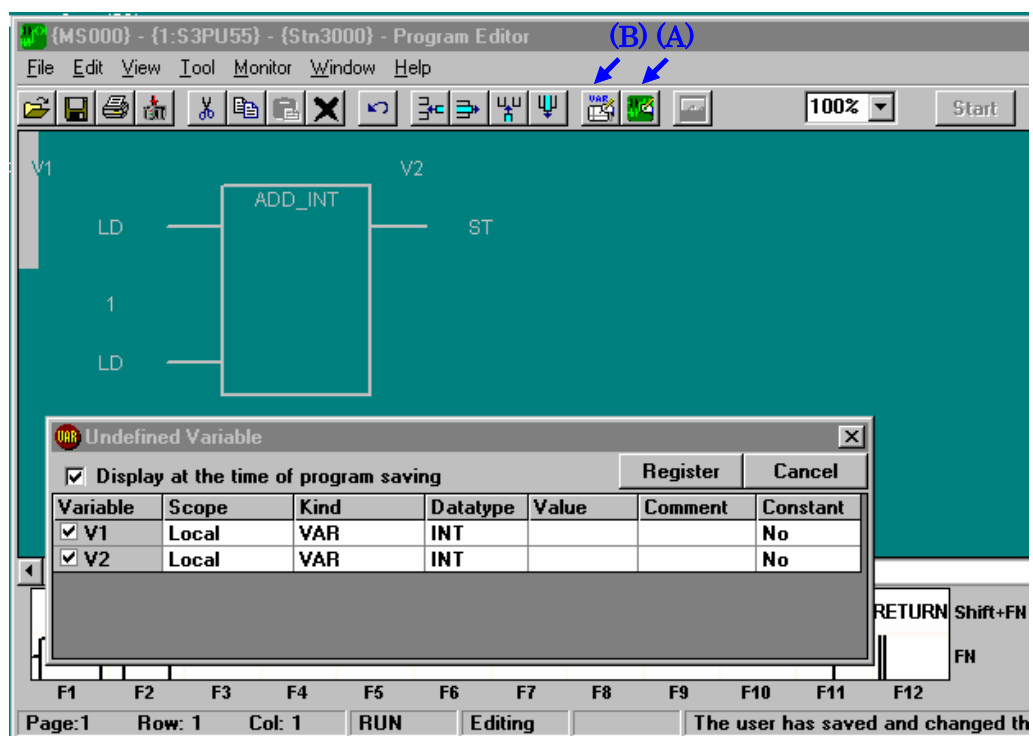 {MS000} - {1:S3PU55} - {Stn3000} - Program Editor
(B) (A)
File Edit View Tool Monitor Window Help
VAR 100% Start
V1 V2
ADD_INT
LD ST
1
LD
VAR Undefined Variable
Display at the time of program saving Register Cancel
Variable Scope Kind Datatype Value Comment Constant
V1 Local VAR INT No
V2 Local VAR INT No
RETURN Shift+FN
FN
F1 F2 F3 F4 F5 F6 F7 F8 F9 F10 F11 F12
Page:1 Row: 1 Col: 1 RUN Editing The user has saved and changed th